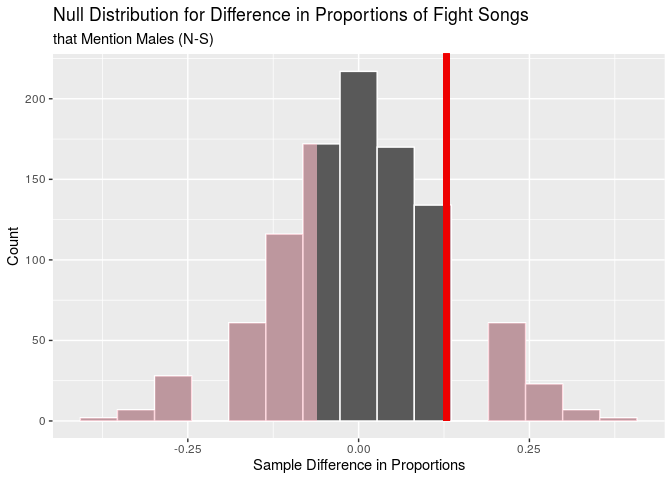 Null Distribution for Difference in Proportions of Fight Songs
that Mention Males (N-S)
200
150
100
50
0
Count
-0.25
0.00
0.25
Sample Difference in Proportions